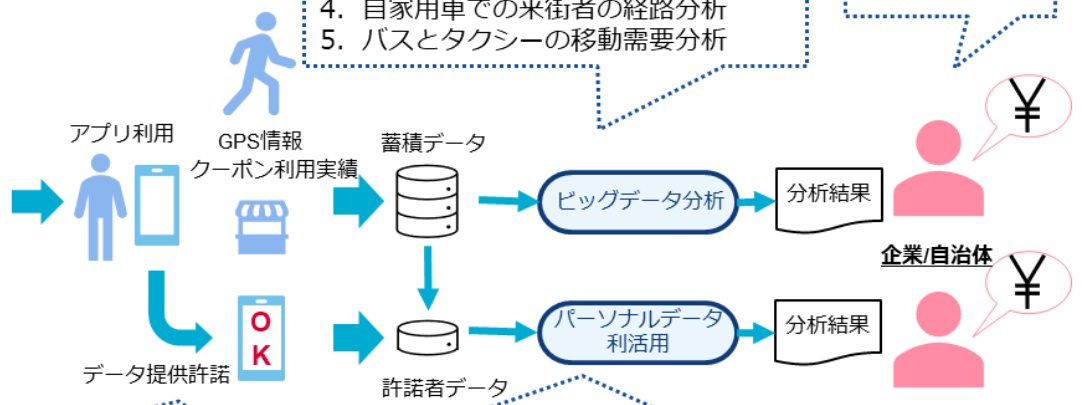 4. 自家用車での来街者の経路分析
5. バスとタクシーの移動需要分析
アプリ利用
GPS情報
クーポン利用実績
蓄積データ
ビッグデータ分析
分析結果
¥
企業/自治体
OK
データ提供許諾
許諾者データ
パーソナルデータ
利活用
分析結果
¥